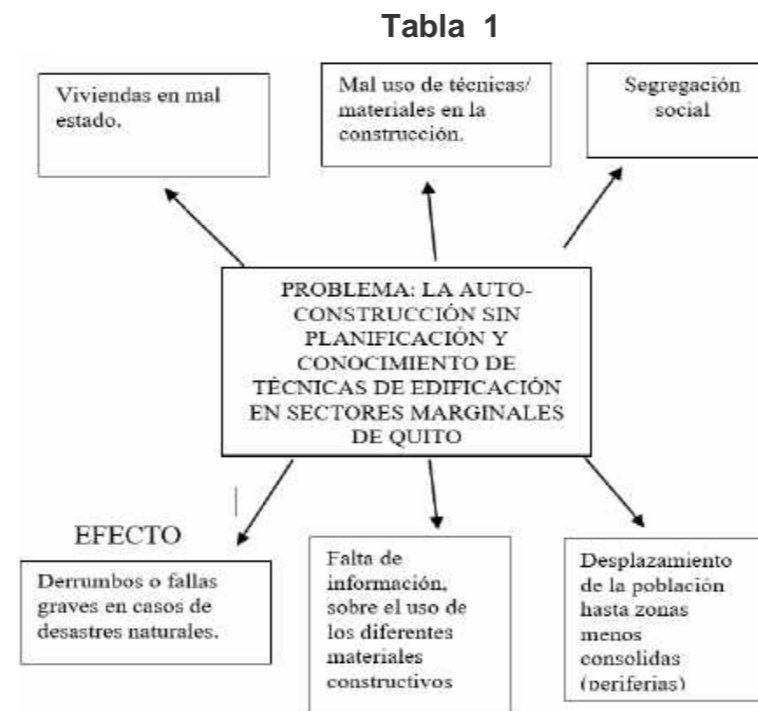 Tabla 1
Viviendas en mal
estado.
Mal uso de técnicas/
materiales en la
construcción.
Segregación
social
PROBLEMA: LA AUTO-
CONSTRUCCIÓN SIN
PLANIFICACIÓN Y
CONOCIMIENTO DE
TÉCNICAS DE EDIFICACIÓN
EN SECTORES MARGINALES
DE QUITO
EFECTO
Derrumbos o fallas
graves en casos de
desastres naturales.
Falta de
información,
sobre el uso de
los diferentes
materiales
constructivos
Desplazamiento
de la población
hasta zonas
menos
consolidas
(periferias)